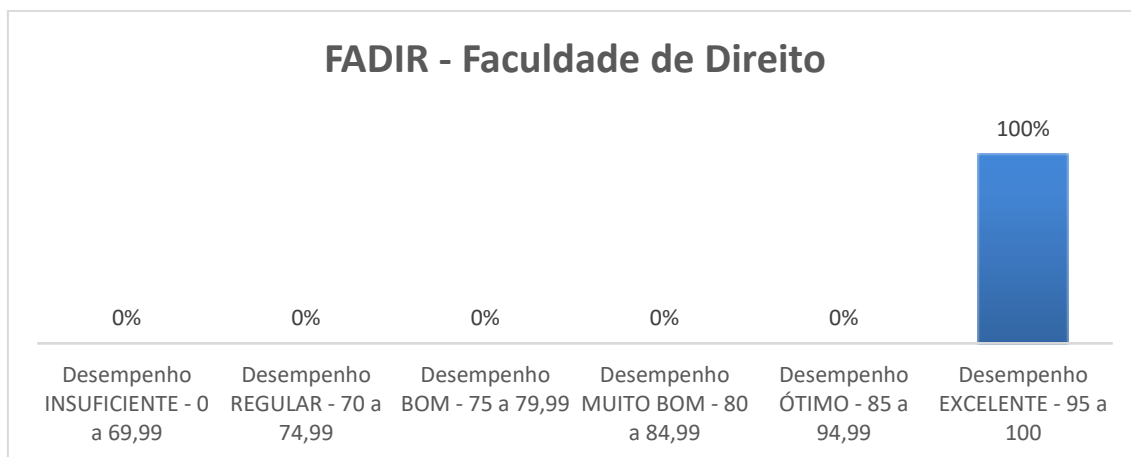 FADIR - Faculdade de Direito
100%
0%
0%
0%
0%
0%
Desempenho
INSUFICIENTE - 0
a 69,99
Desempenho
REGULAR - 70 a
74,99
Desempenho
BOM - 75 a 79,99
Desempenho
MUITO BOM - 80
a 84,99
Desempenho
ÓTIMO - 85 a
94,99
Desempenho
EXCELENTE - 95 a
100